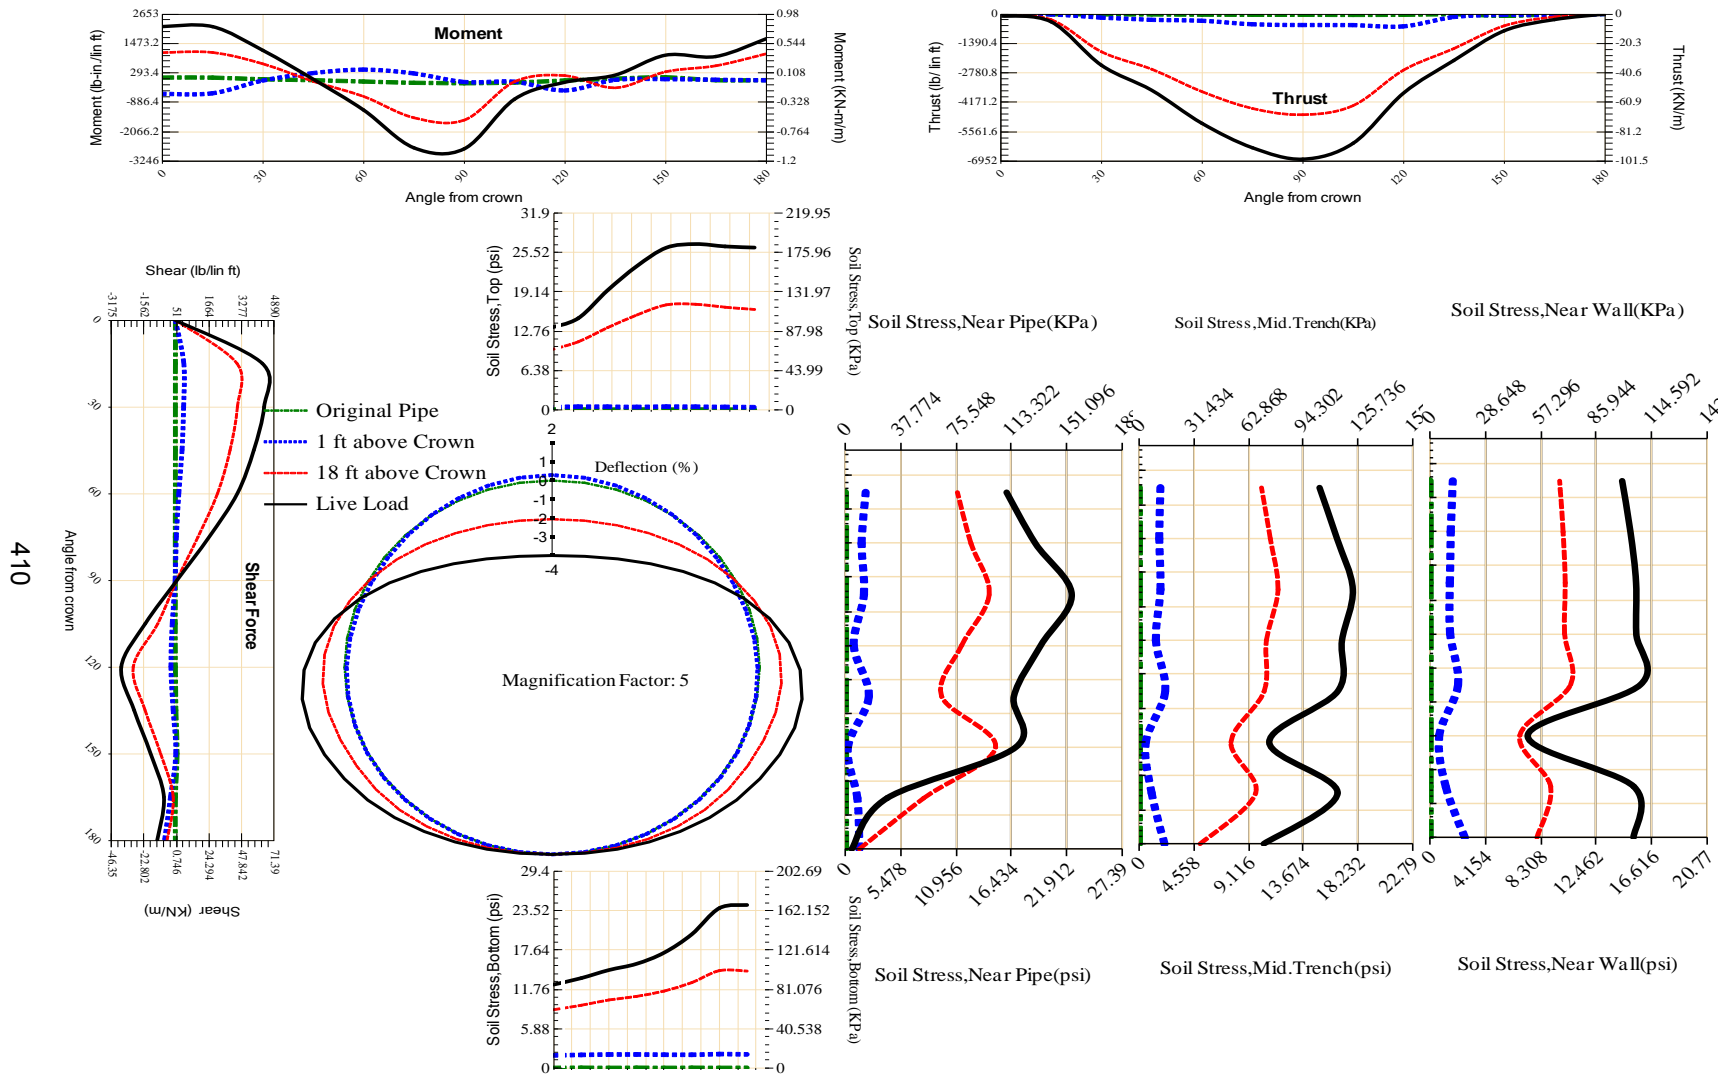 2653
1473.2
293.4
-886.4
-2066.2
-3246
Moment (lb-in /lin ft)
Moment
0.98
0.544
0.108
-0.328
-0.764
-1.2
Moment (KN-m/m)
0 30 60 90 120 150 180
Angle from crown
0
-1390.4
-2780.8
-4171.2
-5561.6
-6952
Thrust (lb/ lin ft)
Thrust
0
-20.3
-40.6
-60.9
-81.2
-101.5
Thrust (KN/m)
0 30 60 90 120 150 180
Angle from crown
31.9
25.52
19.14
12.76
6.38
0
Soil Stress,Top (psi)
219.95
175.96
131.97
87.98
43.99
0
Soil Stress,Top (KPa)
Shear (lb/lin ft)
-3175 -1562 51 1664 3277 4890
0
30
60
90
120
150
180
Angle from crown
Shear Force
-46.35 -22.802 0.746 24.294 47.842 71.39
Shear (KN/m)
Original Pipe
1 ft above Crown
18 ft above Crown
Live Load
2
1
0
-1
-2
-3
-4
Deflection (%)
Magnification Factor: 5
410
29.4
23.52
17.64
11.76
5.88
0
Soil Stress,Bottom (psi)
202.69
162.152
121.614
81.076
40.538
0
Soil Stress,Bottom (KPa)
Soil Stress,Near Pipe(KPa)
0 37.774 75.548 113.322 151.096
0 5.478 10.956 16.434 21.912 27.39
Soil Stress,Near Pipe(psi)
Soil Stress,Mid.Trench(KPa)
0 31.434 62.868 94.302 125.736
0 4.558 9.116 13.674 18.232 22.79
Soil Stress,Mid.Trench(psi)
Soil Stress,Near Wall(KPa)
0 28.648 57.296 85.944 114.592
0 4.154 8.308 12.462 16.616 20.77
Soil Stress,Near Wall(psi)